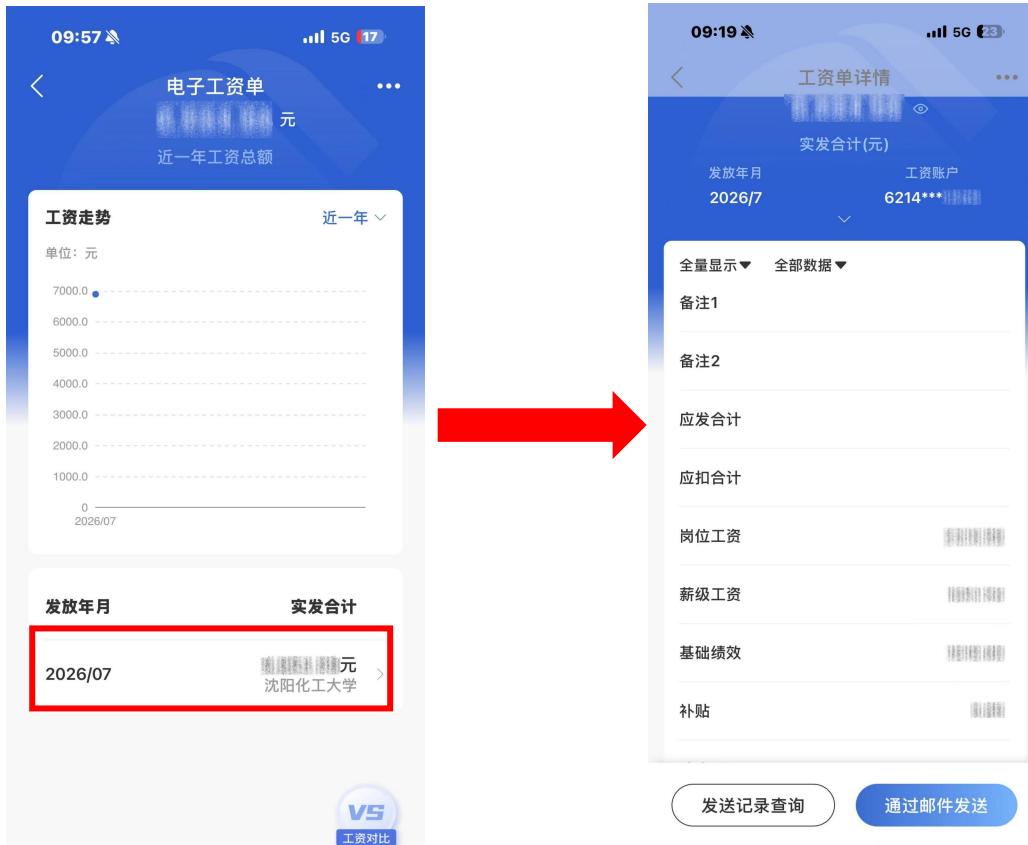 09:57 5G 17
电子工资单
元
近一年工资总额
工资走势 近一年
单位：元
7000.0
6000.0
5000.0
4000.0
3000.0
2000.0
1000.0
0
2026/07
发放年月 实发合计
2026/07 元
沈阳化工大学
VS
工资对比
09:19 5G 23
工资单详情
实发合计(元)
发放年月 工资账户
2026/7 6214***
全量显示 全部数据
备注1
备注2
应发合计
应扣合计
岗位工资
薪级工资
基础绩效
补贴
发送记录查询 通过邮件发送